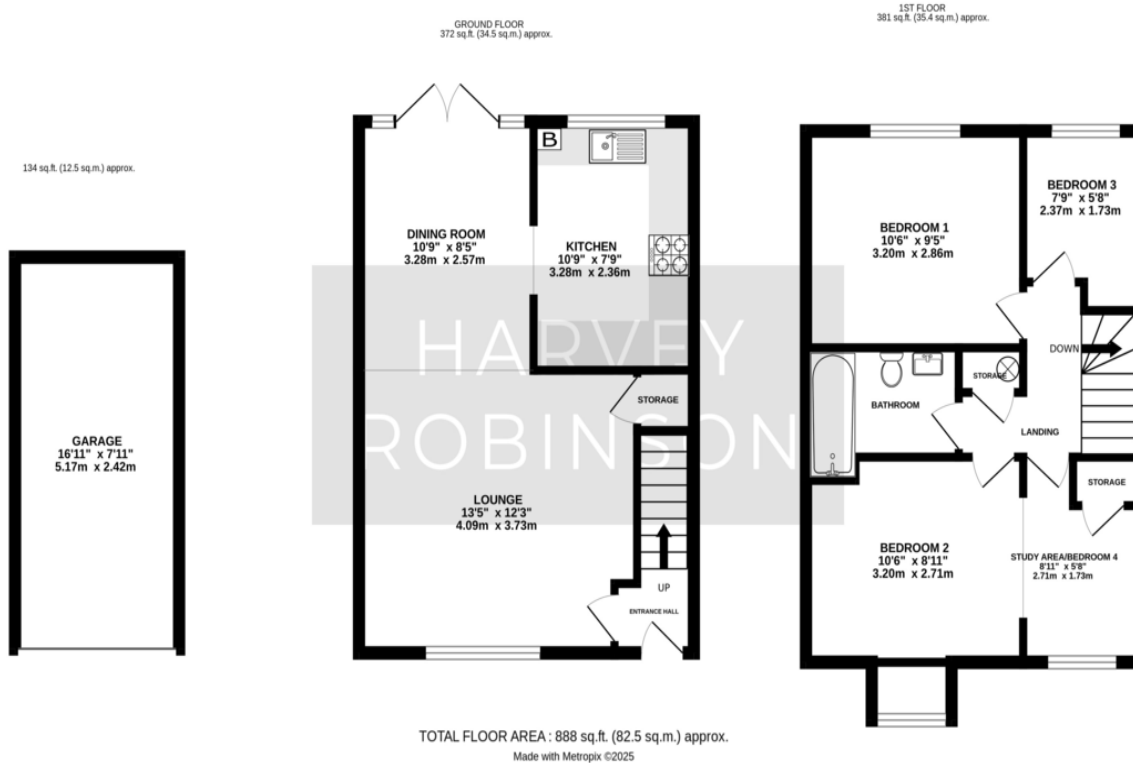 GROUND FLOOR
372 sq.ft. (34.5 sq.m.) approx.
1ST FLOOR
381 sq.ft. (35.4 sq.m.) approx.
134 sq.ft. (12.5 sq.m.) approx.
GARAGE
16'11" x 7'11"
5.17m x 2.42m
B
DINING ROOM
10'9" x 8'5"
3.28m x 2.57m
KITCHEN
10'9" x 7'9"
3.28m x 2.36m
HARVEY
ROBINSON
STORAGE
LOUNGE
13'5" x 12'3"
4.09m x 3.73m
UP
ENTRANCE HALL
BEDROOM 1
10'6" x 9'5"
3.20m x 2.86m
BEDROOM 3
7'9" x 5'8"
2.37m x 1.73m
DOWN
STORAGE
BATHROOM
LANDING
STORAGE
BEDROOM 2
10'6" x 8'11"
3.20m x 2.71m
STUDY AREA/BEDROOM 4
8'11" x 5'8"
2.71m x 1.73m
TOTAL FLOOR AREA : 888 sq.ft. (82.5 sq.m.) approx.
Made with Metropix ©2025